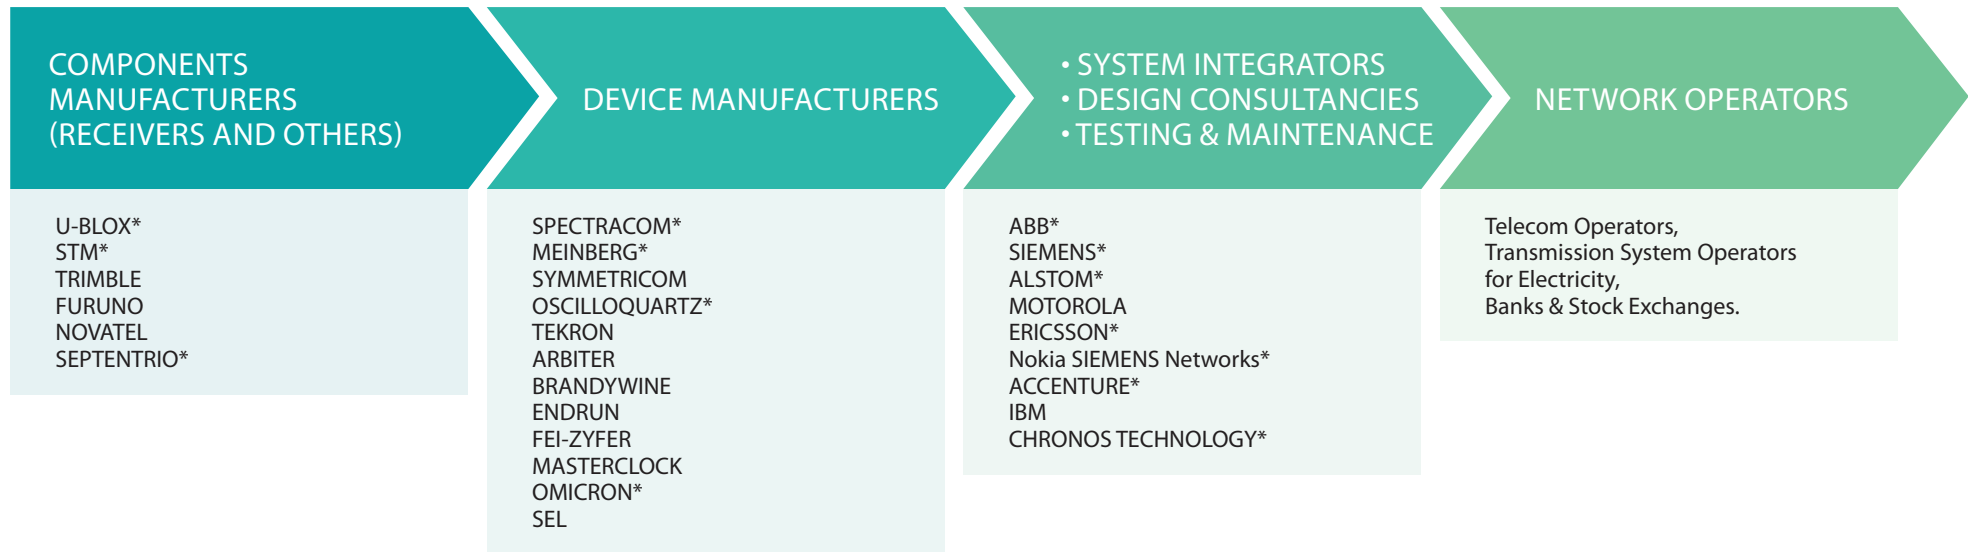 COMPONENTS
MANUFACTURERS
(RECEIVERS AND OTHERS)
U-BLOX*
STM*
TRIMBLE
FURUNO
NOVATEL
SEPTENTRIO*
DEVICE MANUFACTURERS
SPECTRACOM*
MEINBERG*
SYMMETRICOM
OSCILLOQUARTZ*
TEKRON
ARBITER
BRANDYWINE
ENDRUN
FEI-ZYFER
MASTERCLOCK
OMICRON*
SEL
• SYSTEM INTEGRATORS
• DESIGN CONSULTANCIES
• TESTING & MAINTENANCE
ABB*
SIEMENS*
ALSTOM*
MOTOROLA
ERICSSON*
Nokia SIEMENS Networks*
ACCENTURE*
IBM
CHRONOS TECHNOLOGY*
NETWORK OPERATORS
Telecom Operators,
Transmission System Operators
for Electricity,
Banks & Stock Exchanges.